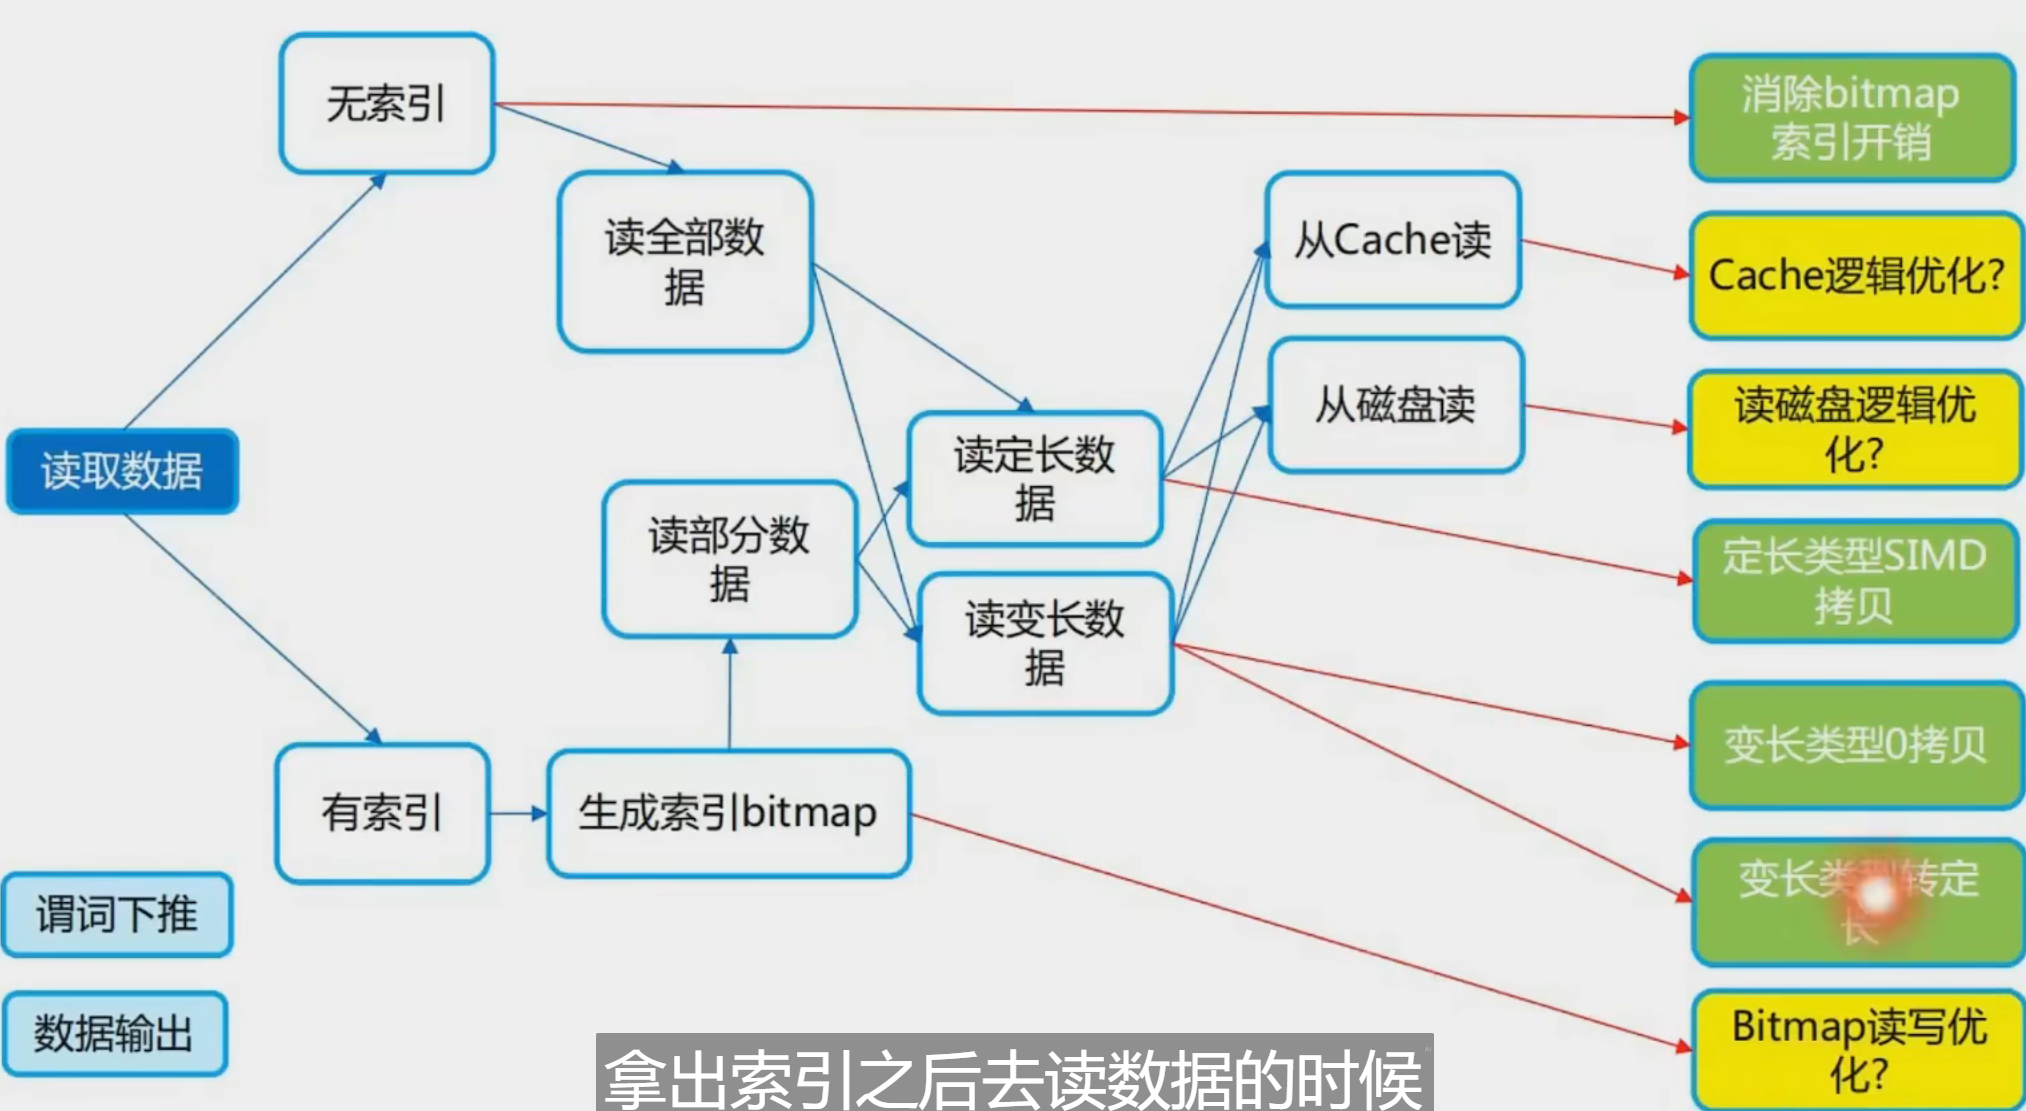 无索引
消除bitmap
索引开销
读全部数
据
从Cache读
Cache逻辑优化?
从磁盘读
读磁盘逻辑优
化?
读取数据
读定长数
据
读部分数
据
定长类型SIMD
拷贝
读变长数
据
变长类型0拷贝
有索引
生成索引bitmap
变长类型转定
长
谓词下推
数据输出
Bitmap读写优
化?
拿出索引之后去读数据的时候